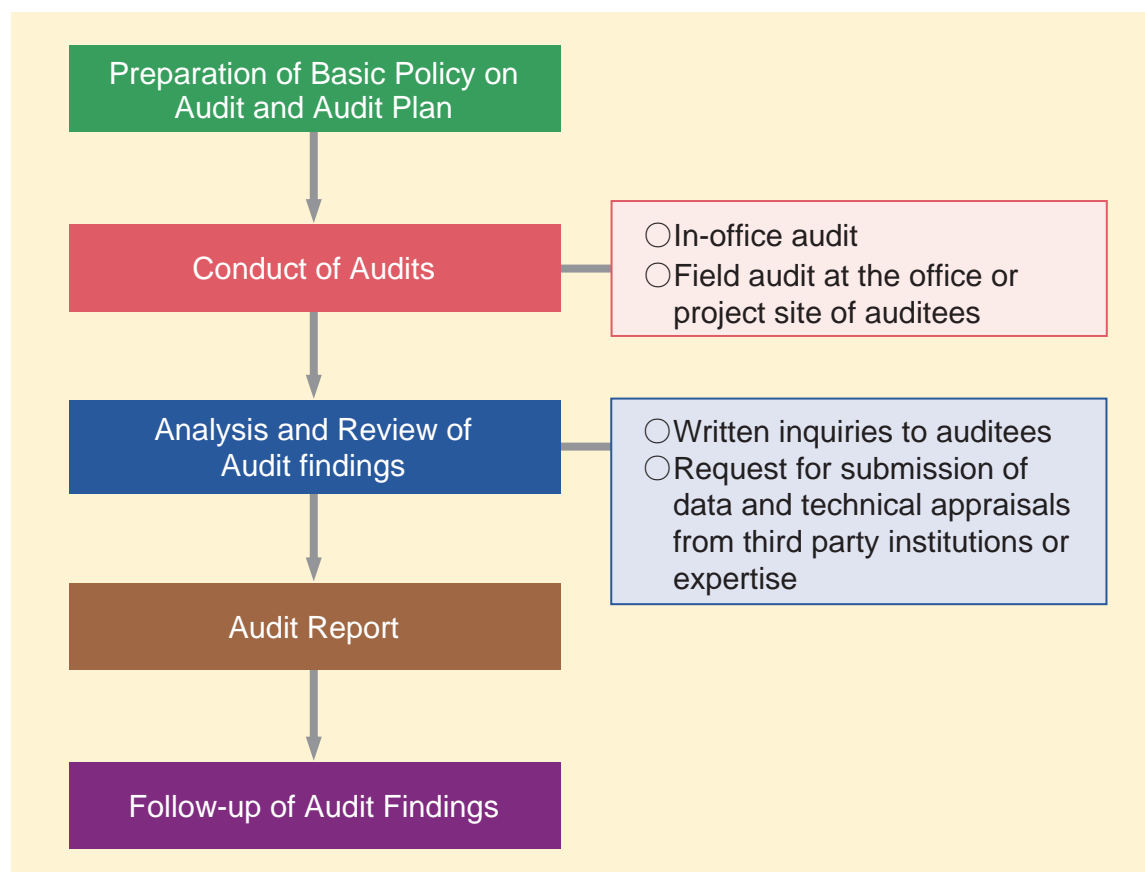 Preparation of Basic Policy on
Audit and Audit Plan
Conduct of Audits
○In-office audit
○Field audit at the office or
project site of auditees
Analysis and Review of
Audit findings
○Written inquiries to auditees
○Request for submission of
data and technical appraisals
from third party institutions or
expertise
Audit Report
Follow-up of Audit Findings